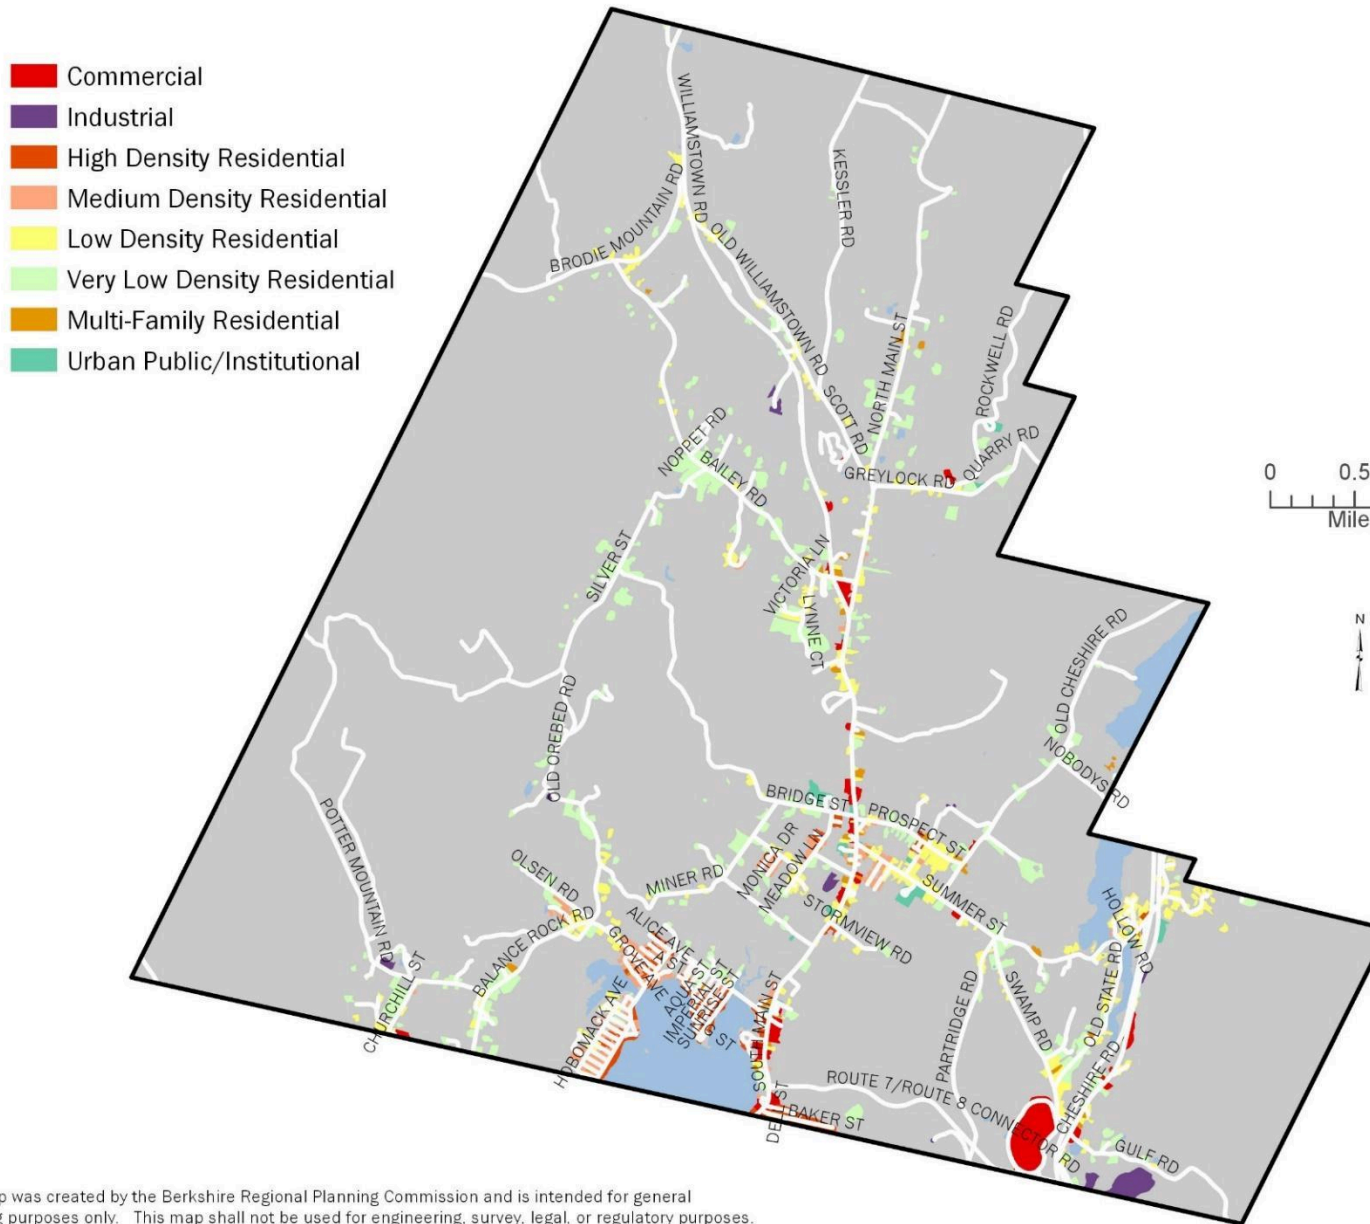 Commercial
Industrial
High Density Residential
Medium Density Residential
Low Density Residential
Very Low Density Residential
Multi-Family Residential
Urban Public/Institutional
WILLIAMSTOWN RD
KESSLER RD
BRODIE MOUNTAIN RD
OLD WILLIAMSTOWN RD
NORTH MAIN ST
ROCKWELL RD
SCOTT RD
NOPPET RD
BAILEY RD
GREYLOCK RD
QUARRY RD
0 0.5
Mile
SILVER ST
VICTORIA LN
LYNNE CT
N
OLD CHESHIRE RD
OLD OREBED RD
NOBODYS RD
POTTER MOUNTAIN RD
BRIDGE ST
PROSPECT ST
MONICA DR
MEADOW LN
OLSEN RD
MINER RD
SUMMER ST
STORMVIEW RD
HOLLOW RD
BALANCE ROCK RD
ALICE AVE
GROVE AVE
A ST
AQUA ST
IMPERIAL ST
SUNRISE ST
G ST
CHURCHILL ST
HOBOMACK AVE
SOUTH MAIN ST
PARTRIDGE RD
SWAMP RD
OLD STATE RD
CHESHIRE RD
ROUTE 7/ROUTE 8 CONNECTOR RD
BAKER ST
GULF RD
p was created by the Berkshire Regional Planning Commission and is intended for general
g purposes only. This map shall not be used for engineering, survey, legal, or regulatory purposes.